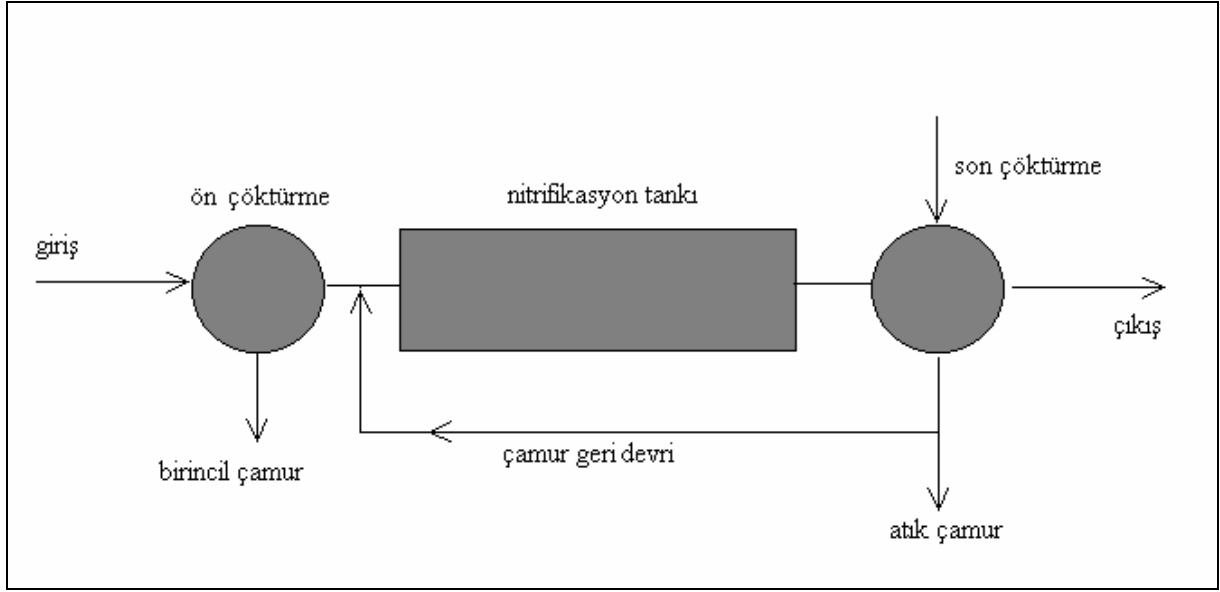 son çöktürme
ön çöktürme
nitrifikasyon tankı
giriş
çıkış
çamur geri devri
birincil çamur
atık çamur